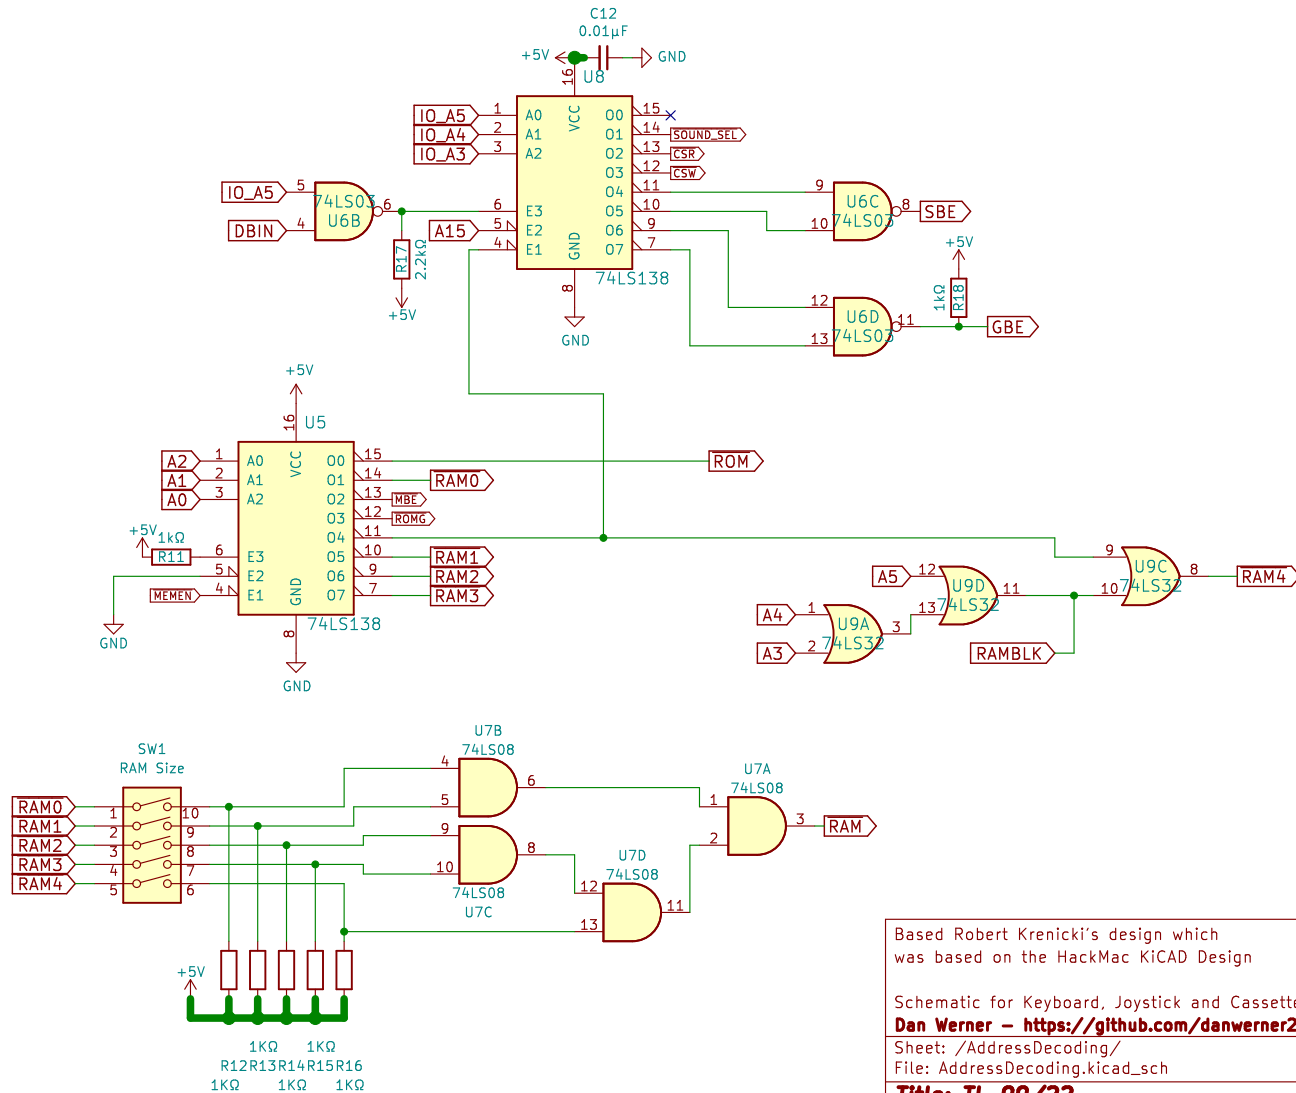 C12
0.01µF
+5V
GND
16
U8
IO_A5
IO_A4
IO_A3
1
2
3
A0
A1
A2
VCC
O0
O1
O2
O3
O4
O5
O6
O7
15
14
13
12
11
10
9
7
SOUND_SEL
CSR
CSW
IO_A5
DBIN
5
4
74LS03
U6B
6
R17
2.2kΩ
+5V
A15
6
5
4
E3
E2
E1
GND
8
74LS138
GND
9
10
U6C
74LS03
8
SBE
12
13
U6D
74LS03
11
+5V
1kΩ
R18
GBE
+5V
16
U5
A2
A1
A0
1
2
3
A0
A1
A2
VCC
O0
O1
O2
O3
O4
O5
O6
O7
15
14
13
12
11
10
9
7
ROM
RAM0
MBE
ROMG
RAM1
RAM2
RAM3
+5V
1kΩ
R11
6
5
4
E3
E2
E1
MEMEN
GND
GND
8
74LS138
GND
A5
12
13
U9D
74LS32
11
A4
A3
1
2
U9A
74LS32
3
RAMBLK
9
10
U9C
74LS32
8
RAM4
SW1
RAM Size
RAM0
RAM1
RAM2
RAM3
RAM4
1
2
3
4
5
10
9
8
7
6
U7B
74LS08
4
5
6
9
10
8
74LS08
U7C
U7D
74LS08
12
13
11
U7A
74LS08
1
2
3
RAM
+5V
1KΩ 1KΩ
R12R13R14R15R16
1KΩ 1KΩ 1KΩ
Based Robert Krenicki's design which
was based on the HackMac KiCAD Design
Schematic for Keyboard, Joystick and Cassette
Dan Werner – https://github.com/danwerner2
Sheet: /AddressDecoding/
File: AddressDecoding.kicad_sch